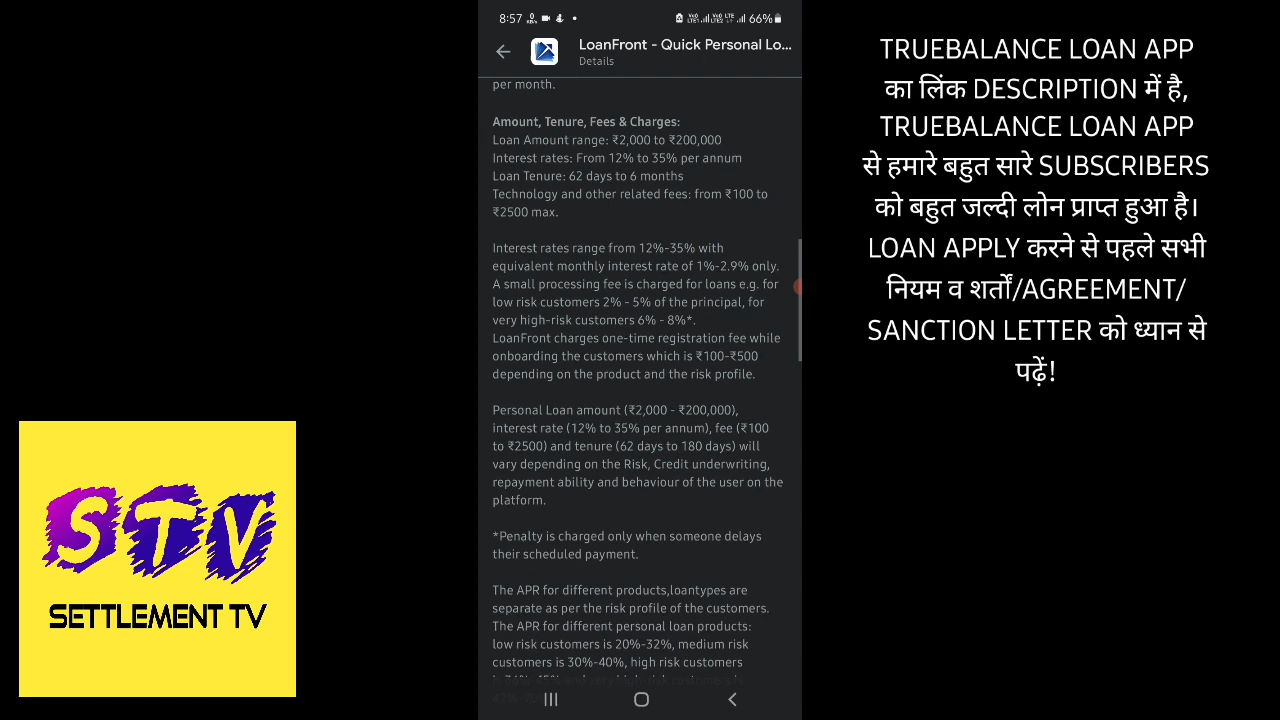 8:57
66%
LoanFront - Quick Personal Lo...
Details
per month.
Amount, Tenure, Fees & Charges:
Loan Amount range: ₹2,000 to ₹200,000
Interest rates: From 12% to 35% per annum
Loan Tenure: 62 days to 6 months
Technology and other related fees: from ₹100 to
₹2500 max.
Interest rates range from 12%-35% with
equivalent monthly interest rate of 1%-2.9% only.
A small processing fee is charged for loans e.g. for
low risk customers 2% - 5% of the principal, for
very high-risk customers 6% - 8%*.
LoanFront charges one-time registration fee while
onboarding the customers which is ₹100-₹500
depending on the product and the risk profile.
Personal Loan amount (₹2,000 - ₹200,000),
interest rate (12% to 35% per annum), fee (₹100
to ₹2500) and tenure (62 days to 180 days) will
vary depending on the Risk, Credit underwriting,
repayment ability and behaviour of the user on the
platform.
*Penalty is charged only when someone delays
their scheduled payment.
The APR for different products,loantypes are
separate as per the risk profile of the customers.
The APR for different personal loan products:
low risk customers is 20%-32%, medium risk
customers is 30%-40%, high risk customers
TRUEBALANCE LOAN APP
का लिंक DESCRIPTION में है,
TRUEBALANCE LOAN APP
से हमारे बहुत सारे SUBSCRIBERS
को बहुत जल्दी लोन प्राप्त हुआ है।
LOAN APPLY करने से पहले सभी
नियम व शर्तों/AGREEMENT/
SANCTION LETTER को ध्यान से
पढ़ें!
STV
SETTLEMENT TV